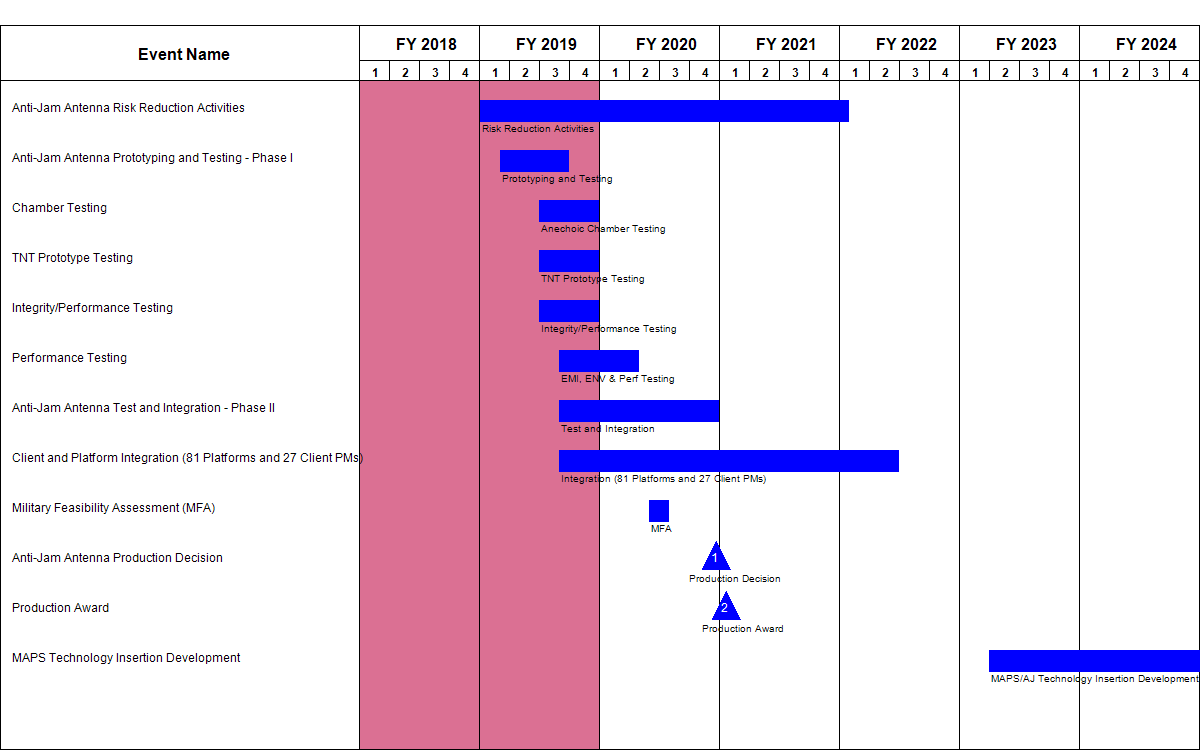 Event Name
FY 2018 FY 2019 FY 2020 FY 2021 FY 2022 FY 2023 FY 2024
1 2 3 4 1 2 3 4 1 2 3 4 1 2 3 4 1 2 3 4 1 2 3 4 1 2 3 4
Anti-Jam Antenna Risk Reduction Activities
Risk Reduction Activities
Anti-Jam Antenna Prototyping and Testing - Phase I
Prototyping and Testing
Chamber Testing
Anechoic Chamber Testing
TNT Prototype Testing
TNT Prototype Testing
Integrity/Performance Testing
Integrity/Performance Testing
Performance Testing
EMI, ENV & Perf Testing
Anti-Jam Antenna Test and Integration - Phase II
Test and Integration
Client and Platform Integration (81 Platforms and 27 Client PMs)
Integration (81 Platforms and 27 Client PMs)
Military Feasibility Assessment (MFA)
MFA
Anti-Jam Antenna Production Decision
1
Production Decision
Production Award
2
Production Award
MAPS Technology Insertion Development
MAPS/AJ Technology Insertion Development